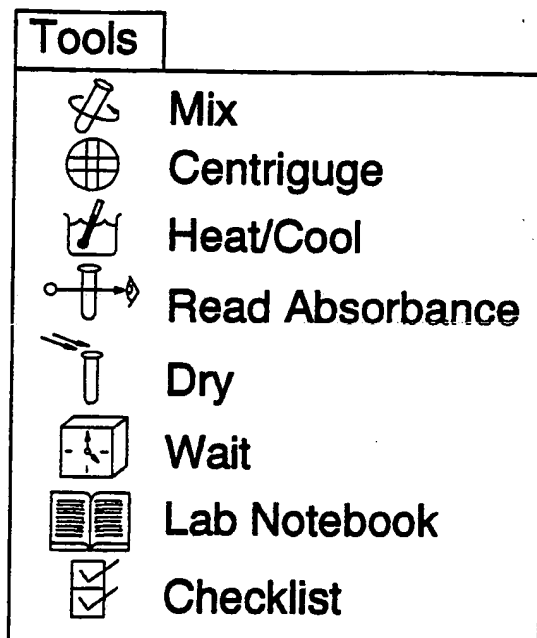 Tools
Mix
Centriguge
Heat/Cool
Read Absorbance
Dry
Wait
Lab Notebook
Checklist